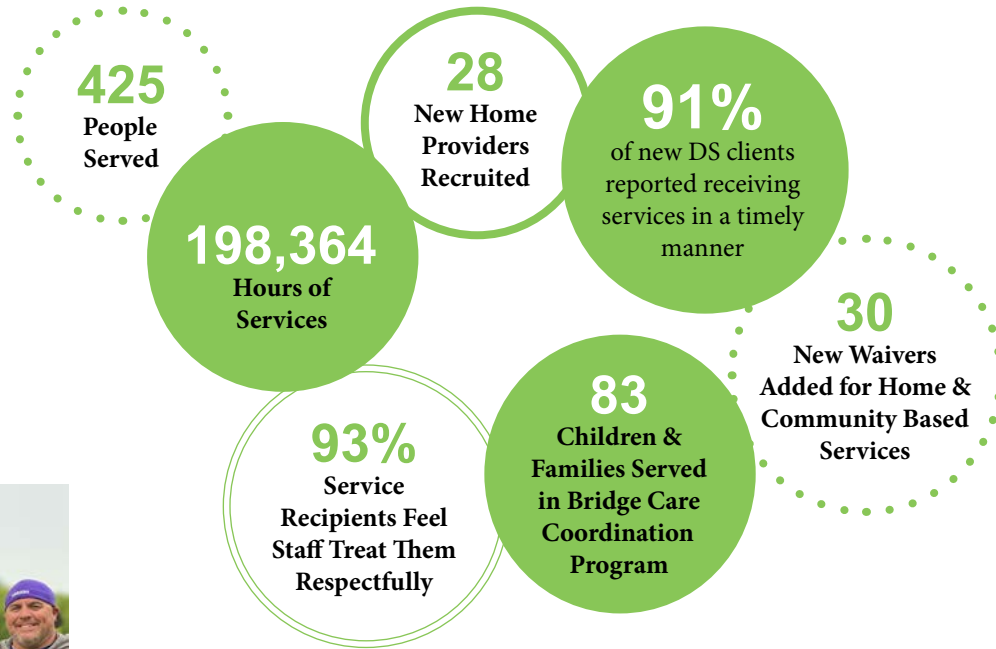 425
People
Served
28
New Home
Providers
Recruited
91%
of new DS clients
reported receiving
services in a timely
manner
198,364
Hours of
Services
30
New Waivers
Added for Home &
Community Based
Services
93%
Service
Recipients Feel
Staff Treat Them
Respectfully
83
Children &
Families Served
in Bridge Care
Coordination
Program